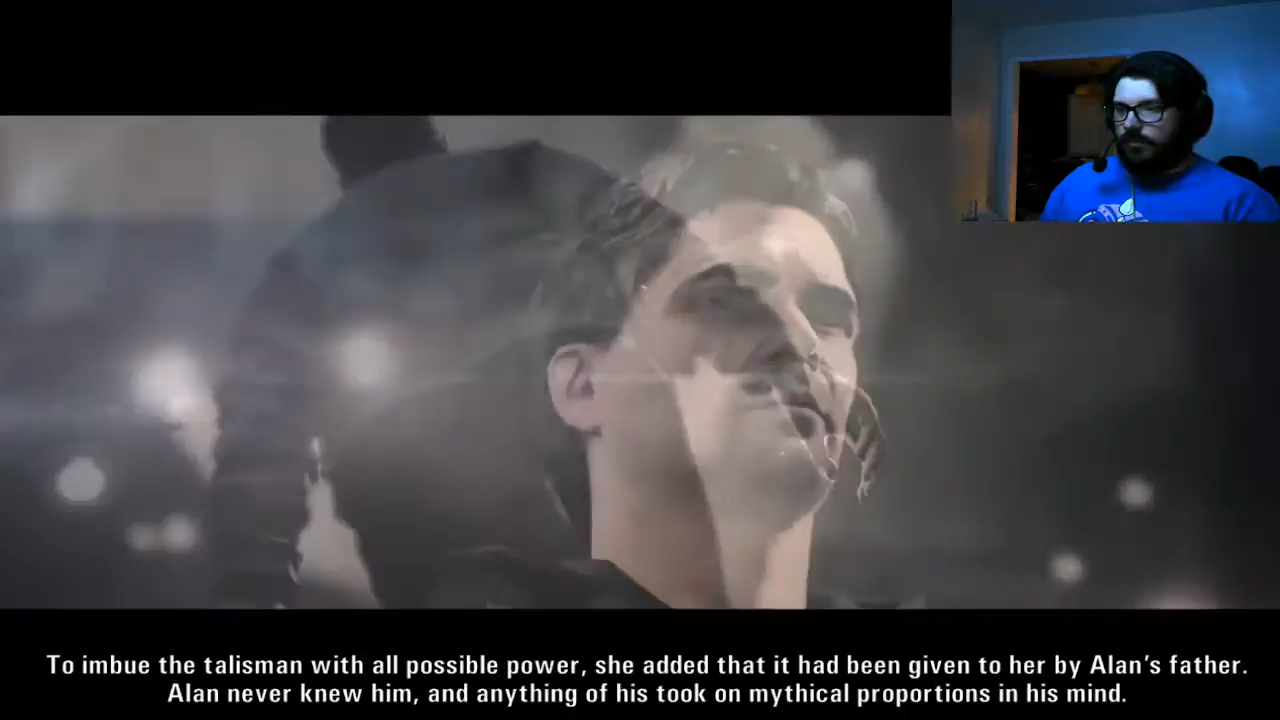 To imbue the talisman with all possible power, she added that it had been given to her by Alan's father.
Alan never knew him, and anything of his took on mythical proportions in his mind.